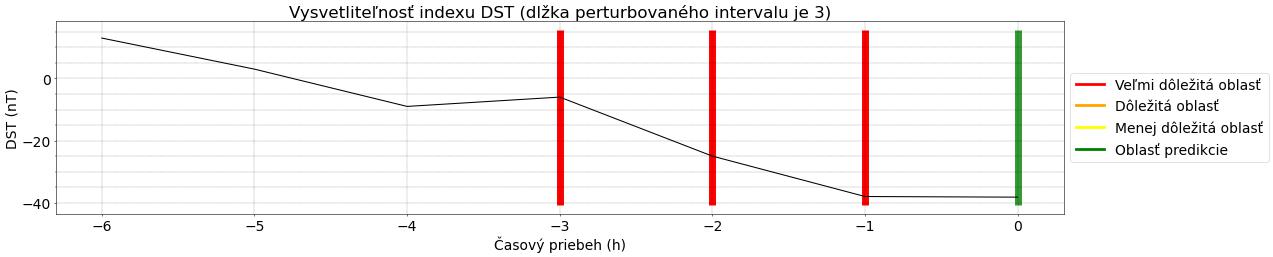 Vysvetliteľnosť indexu DST (dĺžka perturbovaného intervalu je 3)
DST (nT)
0
−20
−40
−6 −5 −4 −3 −2 −1 0
Časový priebeh (h)
Veľmi dôležitá oblasť
Dôležitá oblasť
Menej dôležitá oblasť
Oblasť predikcie